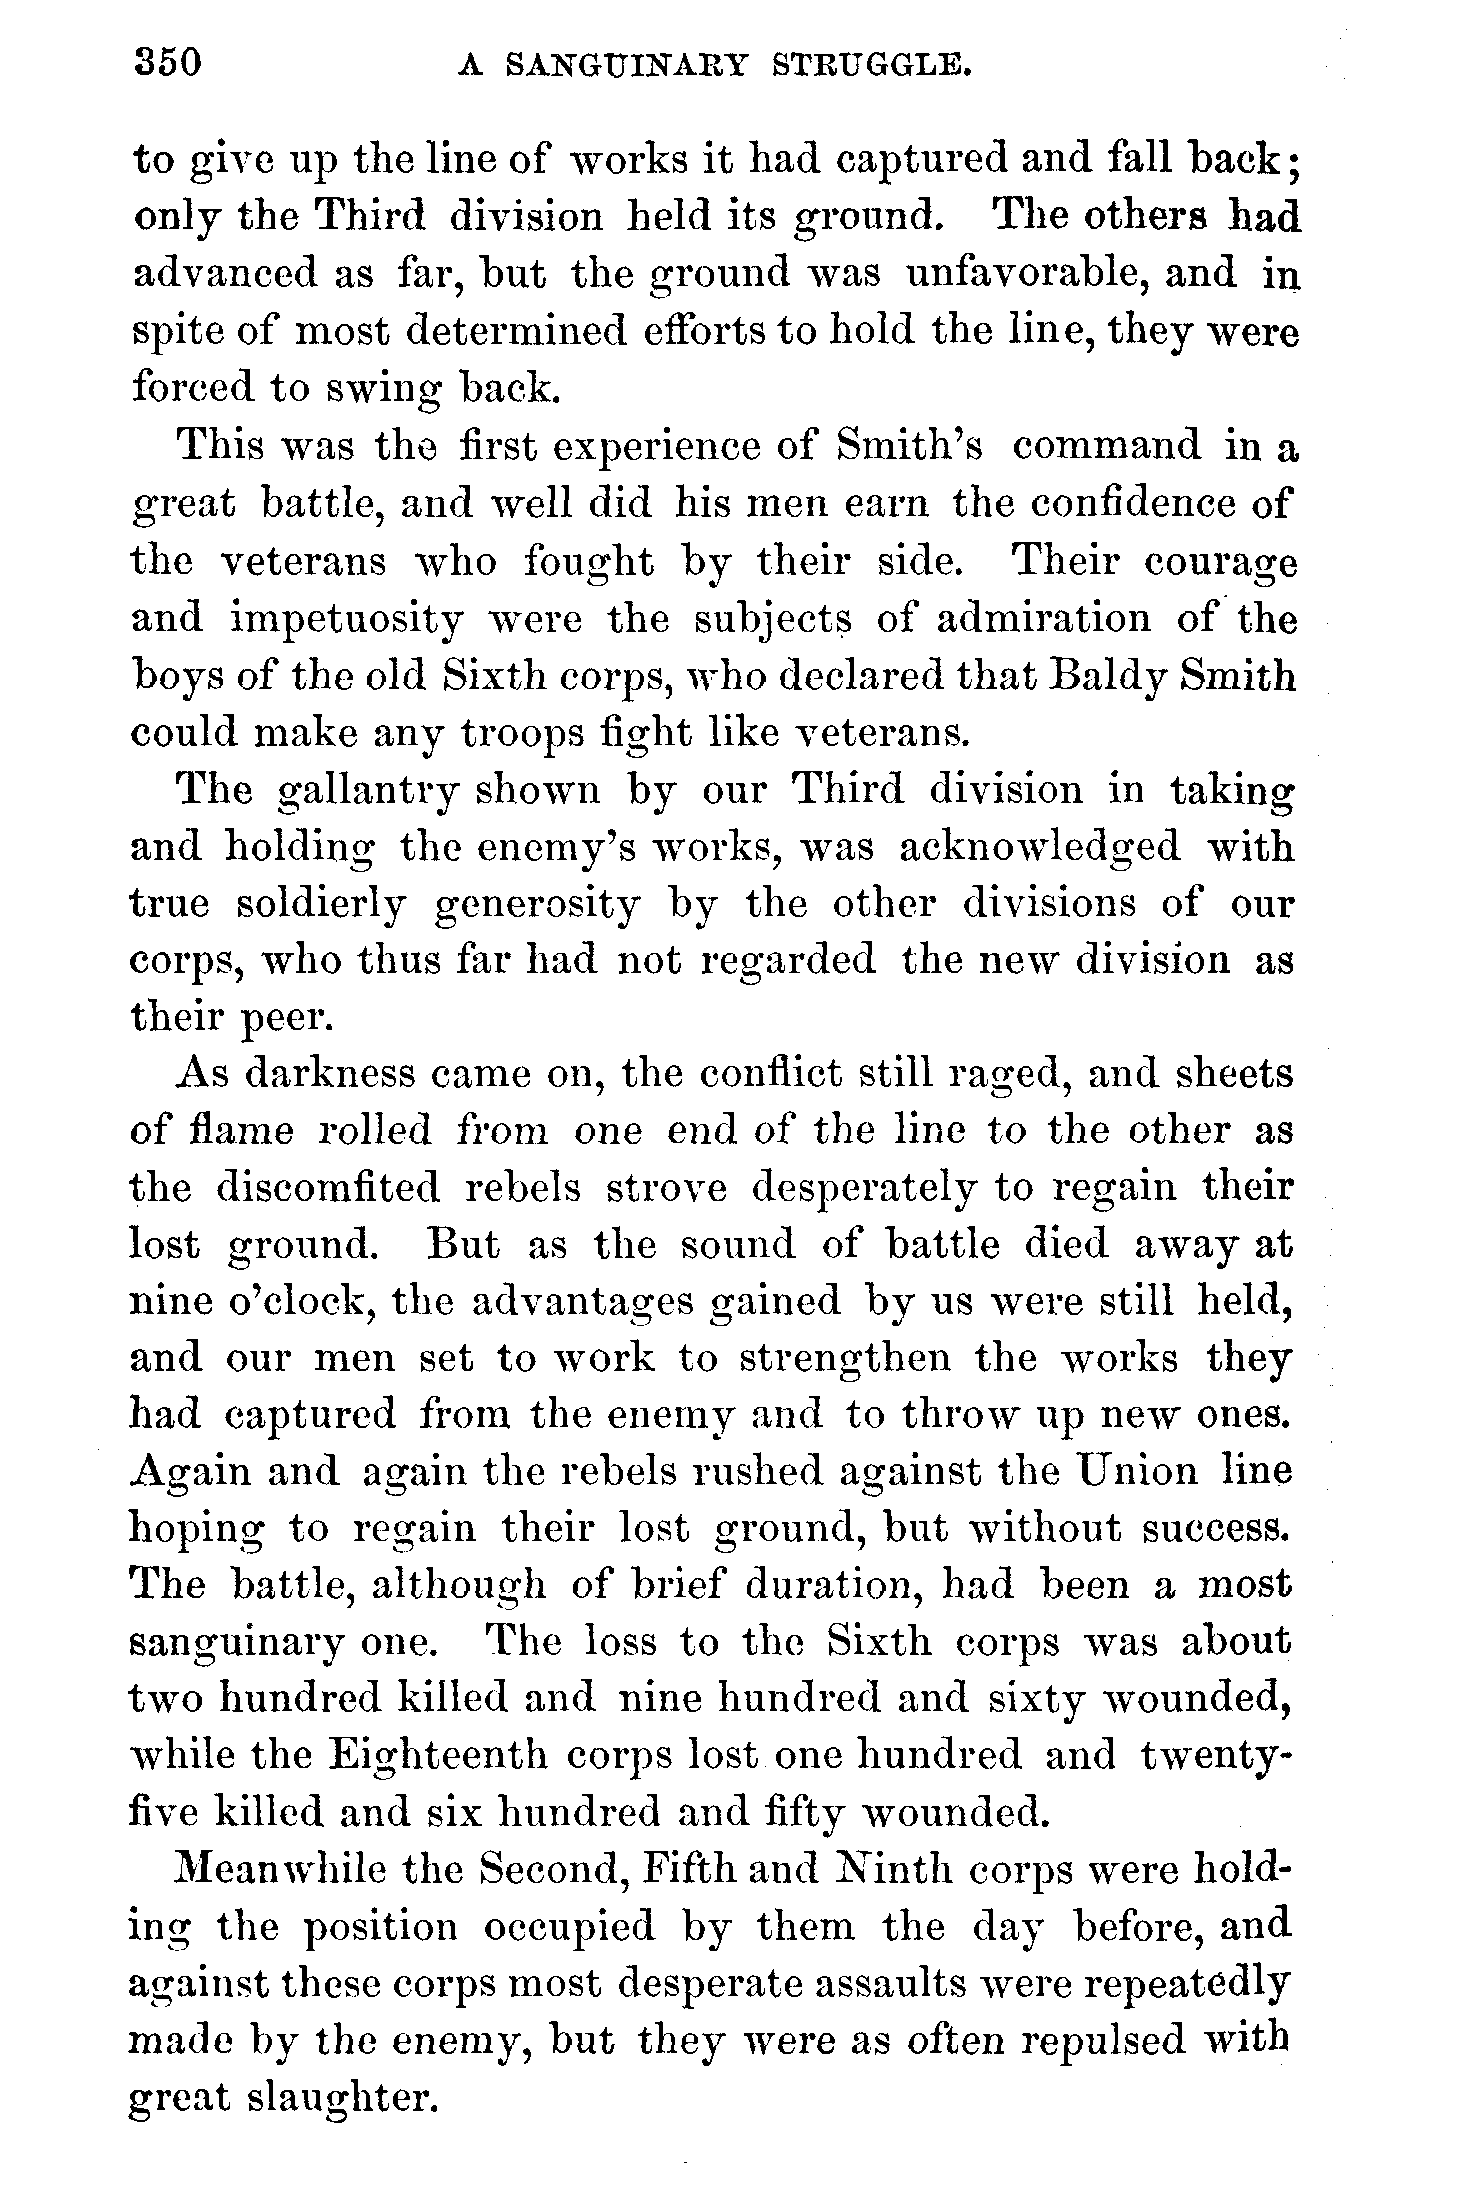 350 A SANGUINARY STRUGGLE.
to give up the line of works it had captured and fall back;
only the Third division held its ground. The others had
advanced as far, but the ground was unfavorable, and in
spite of most determined efforts to hold the line, they were
forced to swing back.
This was the first experience of Smith's command in a
great battle, and well did his men earn the confidence of
the veterans who fought by their side. Their courage
and impetuosity were the subjects of admiration of the
boys of the old Sixth corps, who declared that Baldy Smith
could make any troops fight like veterans.
The gallantry shown by our Third division in taking
and holding the enemy's works, was acknowledged with
true soldierly generosity by the other divisions of our
corps, who thus far had not regarded the new division as
their peer.
As darkness came on, the conflict still raged, and sheets
of flame rolled from one end of the line to the other as
the discomfited rebels strove desperately to regain their
lost ground. But as the sound of battle died away at
nine o'clock, the advantages gained by us were still held,
and our men set to work to strengthen the works they
had captured from the enemy and to throw up new ones.
Again and again the rebels rushed against the Union line
hoping to regain their lost ground, but without success.
The battle, although of brief duration, had been a most
sanguinary one. The loss to the Sixth corps was about
two hundred killed and nine hundred and sixty wounded,
while the Eighteenth corps lost one hundred and twenty-
five killed and six hundred and fifty wounded.
Meanwhile the Second, Fifth and Ninth corps were hold-
ing the position occupied by them the day before, and
against these corps most desperate assaults were repeatedly
made by the enemy, but they were as often repulsed with
great slaughter.